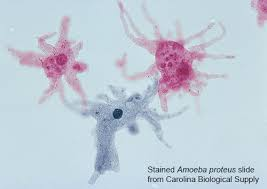 Stained Amoeba proteus slide
from Carolina Biological Supply